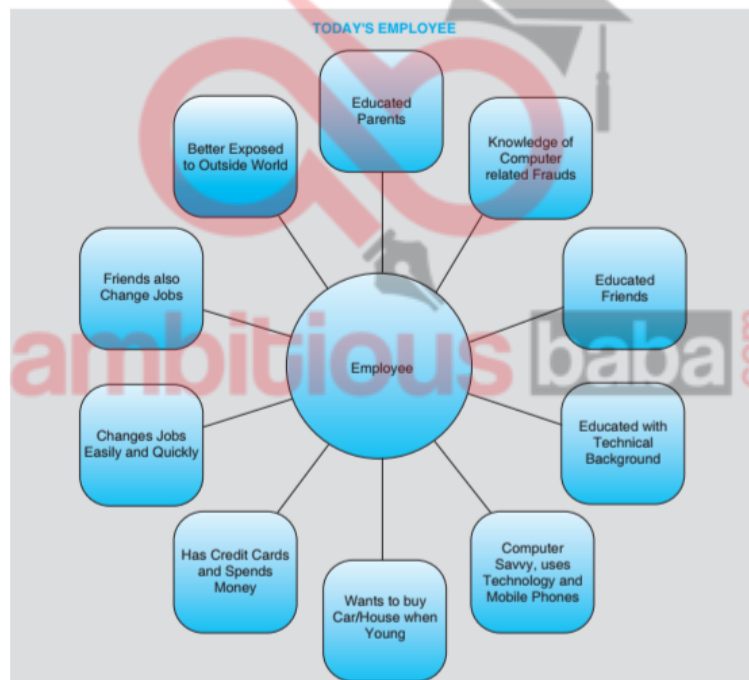 TODAY'S EMPLOYEE
Educated
Parents
Knowledge of
Computer
related Frauds
Better Exposed
to Outside World
Educated
Friends
Friends also
Change Jobs
Employee
ambitious baba
.com
Educated with
Technical
Background
Changes Jobs
Easily and Quickly
Computer
Savvy, uses
Technology and
Mobile Phones
Has Credit Cards
and Spends
Money
Wants to buy
Car/House when
Young